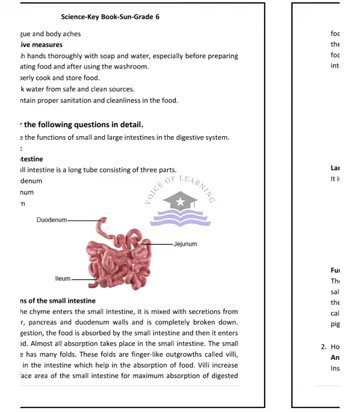 Science-Key Book-Sun-Grade 6
gue and body aches
ive measures
h hands thoroughly with soap and water, especially before preparing
ating food and after using the washroom.
perly cook and store food.
k water from safe and clean sources.
ntain proper sanitation and cleanliness in the food.
r the following questions in detail.
e the functions of small and large intestines in the digestive system.
:
testine
all intestine is a long tube consisting of three parts.
odenum
num
m
VOICE OF LEARNING
Duodenum
Jejunum
Ileum
ns of the small intestine
he chyme enters the small intestine, it is mixed with secretions from
r, pancreas and duodenum walls and is completely broken down.
gestion, the food is absorbed by the small intestine and then it enters
od. Almost all absorption takes place in the small intestine. The small
e has many folds. These folds are finger-like outgrowths called villi,
in the intestine which help in the absorption of food. Villi increase
face area of the small intestine for maximum absorption of digested
foo
the
foo
int
Lar
It is
Fun
The
sal
the
cal
pig
2. Ho
An
Ins